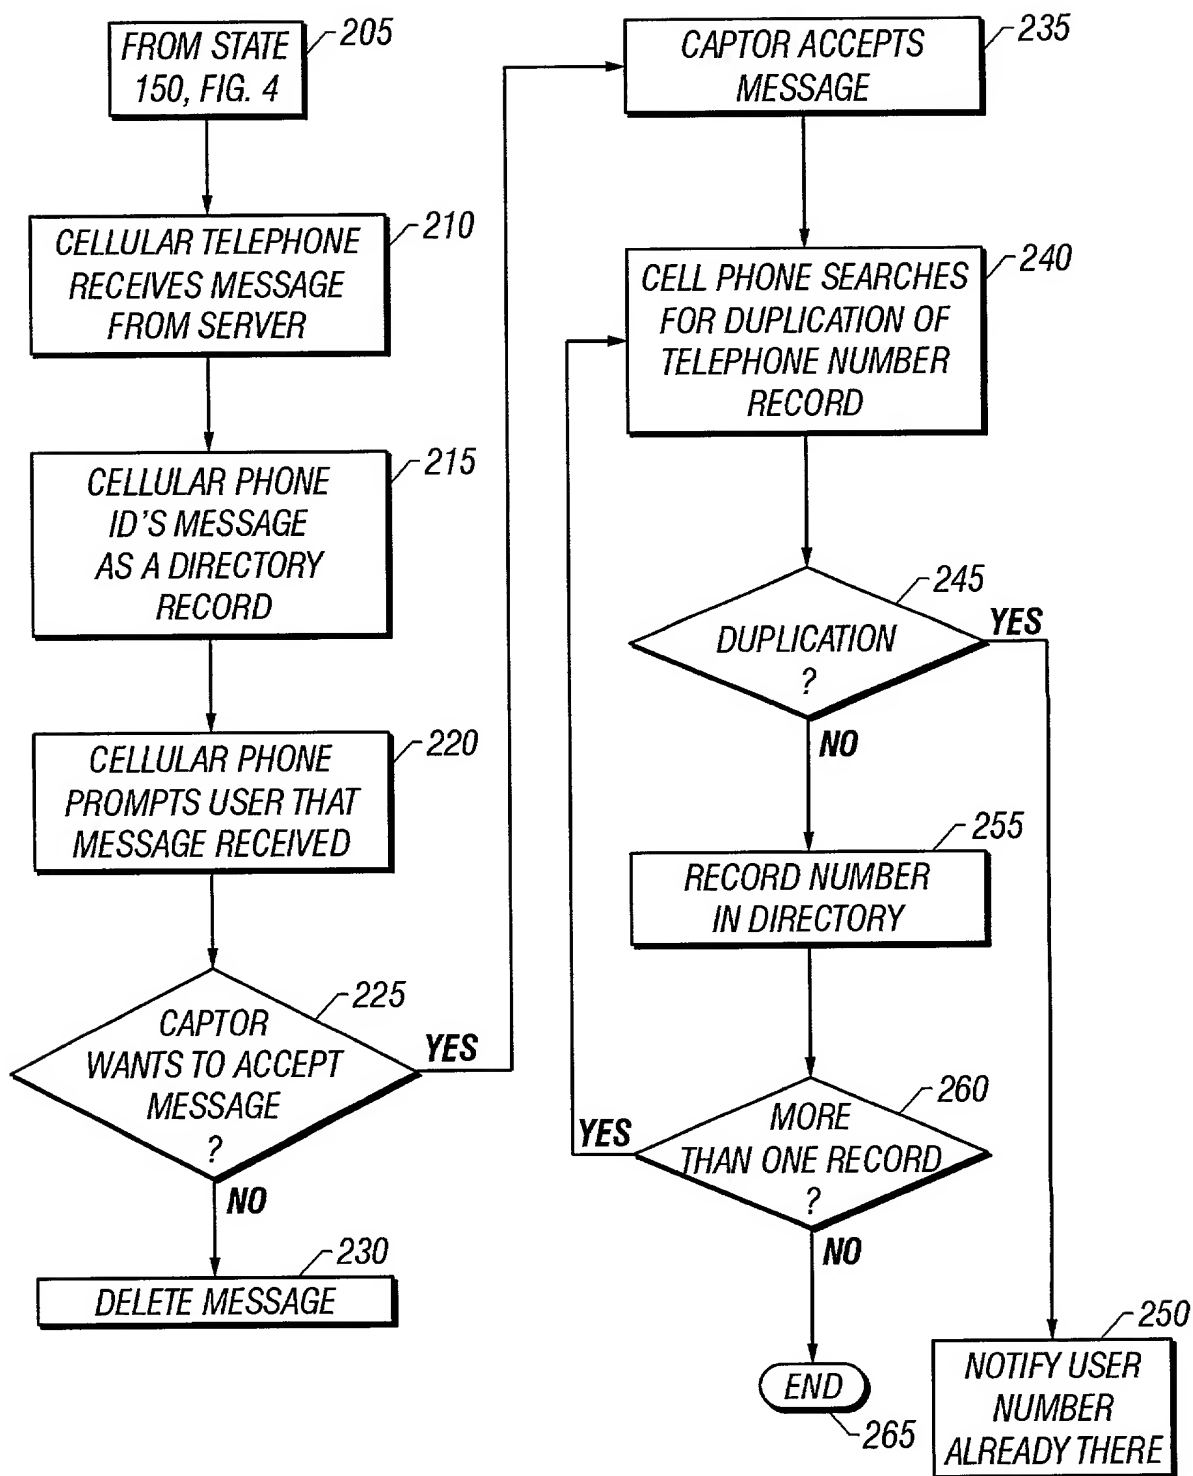 FROM STATE
150, FIG. 4
205
CELLULAR TELEPHONE
RECEIVES MESSAGE
FROM SERVER
210
CELLULAR PHONE
ID'S MESSAGE
AS A DIRECTORY
RECORD
215
CELLULAR PHONE
PROMPTS USER THAT
MESSAGE RECEIVED
220
CAPTOR
WANTS TO ACCEPT
MESSAGE
?
225
YES
NO
DELETE MESSAGE
230
CAPTOR ACCEPTS
MESSAGE
235
CELL PHONE SEARCHES
FOR DUPLICATION OF
TELEPHONE NUMBER
RECORD
240
DUPLICATION
?
245
YES
NO
RECORD NUMBER
IN DIRECTORY
255
MORE
THAN ONE RECORD
?
260
YES
NO
END
265
NOTIFY USER
NUMBER
ALREADY THERE
250